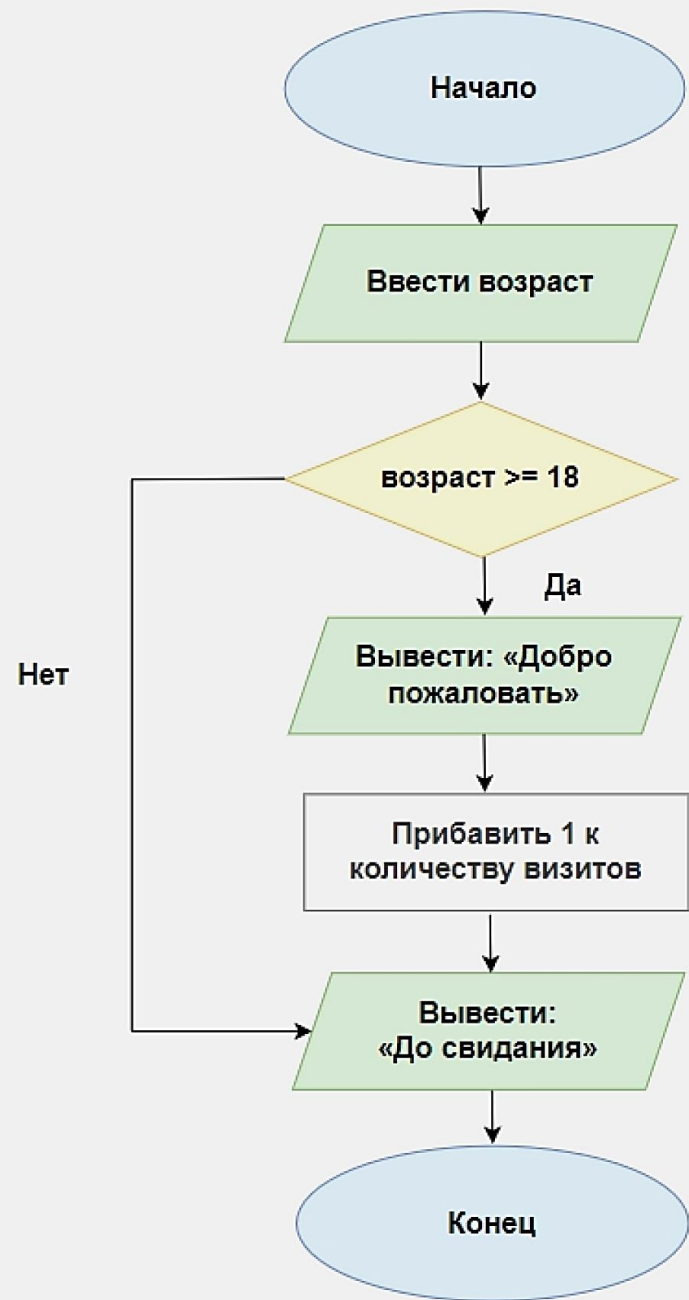 Начало
Ввести возраст
возраст >= 18
Да
Нет
Вывести: «Добро
пожаловать»
Прибавить 1 к
количеству визитов
Вывести:
«До свидания»
Конец